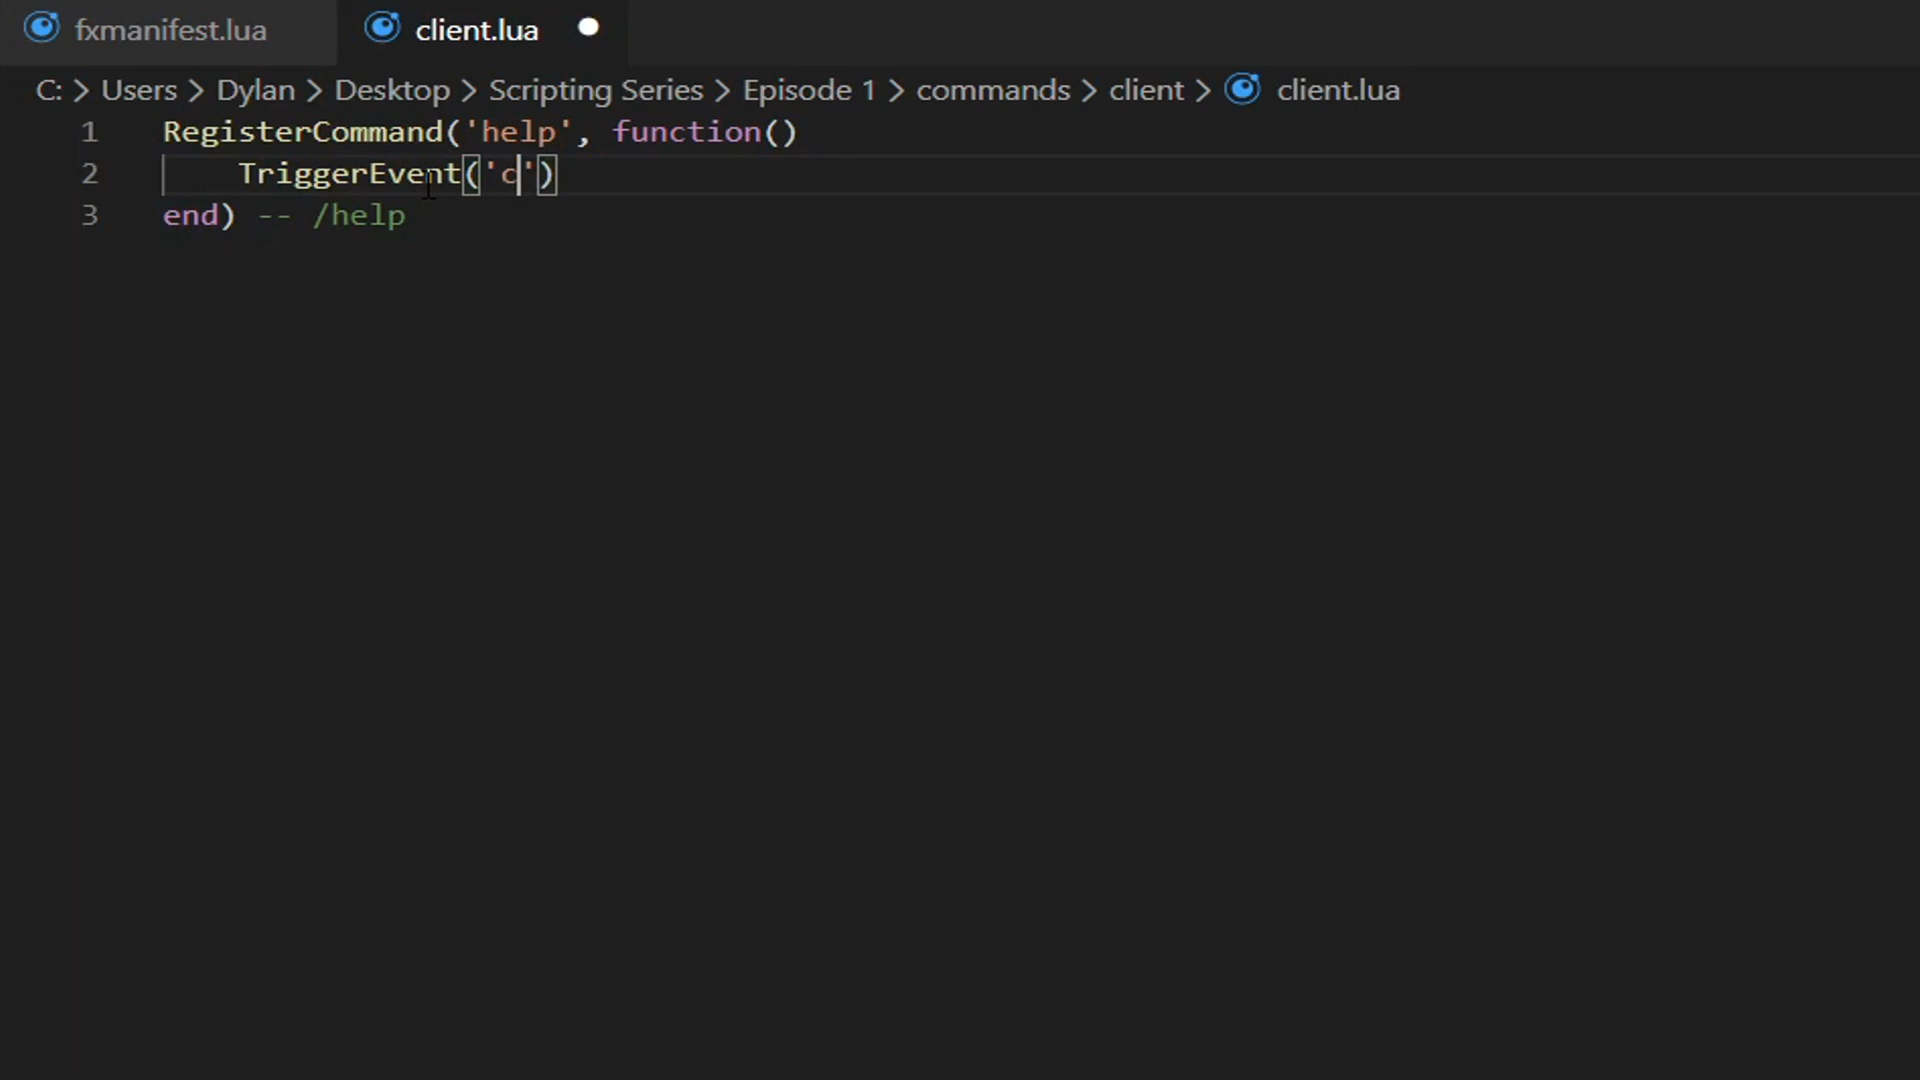 fxmanifest.lua client.lua
C: > Users > Dylan > Desktop > Scripting Series > Episode 1 > commands > client > client.lua
1 RegisterCommand('help', function()
2 TriggerEvent('c')
3 end) -- /help